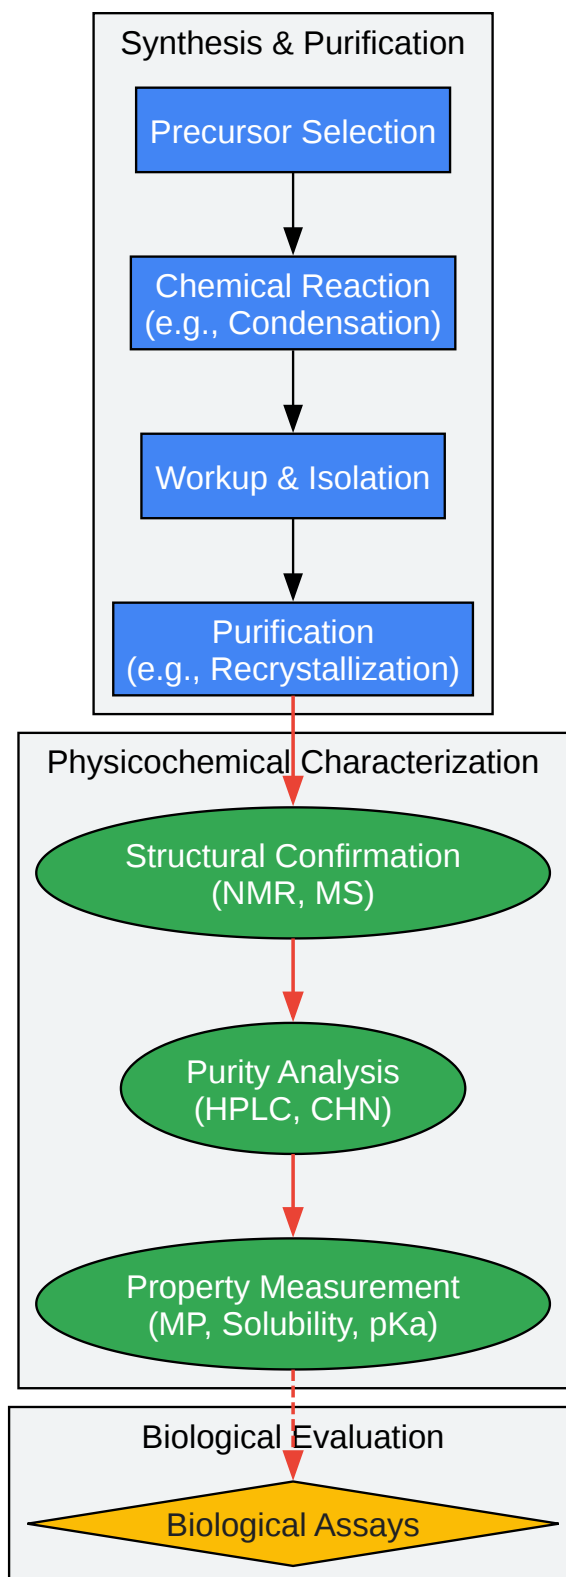 Synthesis & Purification
Precursor Selection
Chemical Reaction
(e.g., Condensation)
Workup & Isolation
Purification
(e.g., Recrystallization)
Physicochemical Characterization
Structural Confirmation
(NMR, MS)
Purity Analysis
(HPLC, CHN)
Property Measurement
(MP, Solubility, pKa)
Biological Evaluation
Biological Assays